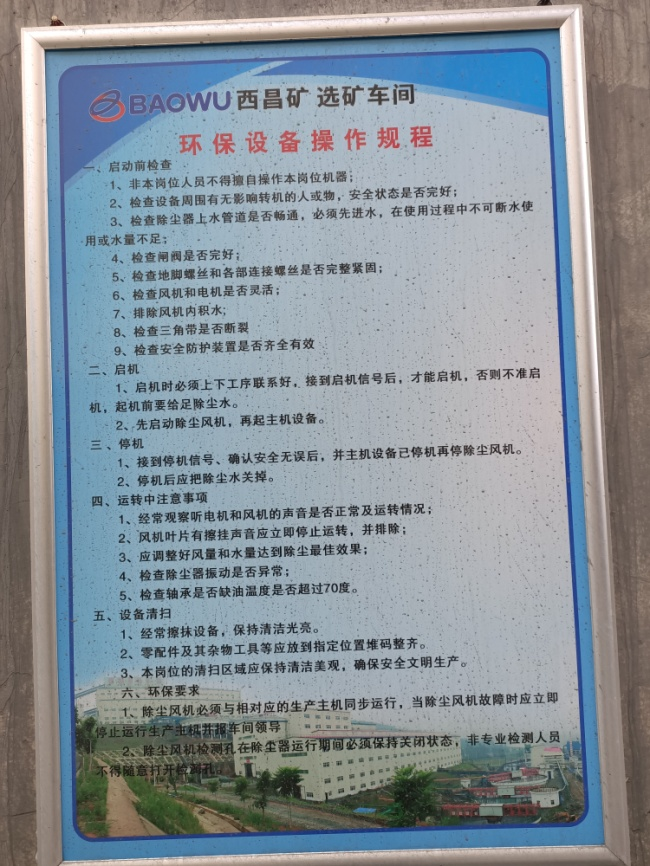 BAOWU 西昌矿 选矿车间
环保设备操作规程
一、启动前检查
1、非本岗位人员不得擅自操作本岗位机器；
2、检查设备周围有无影响转机的人或物，安全状态是否完好；
3、检查除尘器上水管道是否畅通，必须先进水，在使用过程中不可断水使
用或水量不足；
4、检查闸阀是否完好；
5、检查地脚螺丝和各部连接螺丝是否完整紧固；
6、检查风机和电机是否灵活；
7、排除风机内积水；
8、检查三角带是否断裂
9、检查安全防护装置是否齐全有效
二、启机
1、启机时必须上下工序联系好，接到启机信号后，才能启机，否则不准启
机，起机前要给足除尘水。
2、先启动除尘风机，再起主机设备。
三、停机
1、接到停机信号、确认安全无误后，并主机设备已停机再停除尘风机。
2、停机后应把除尘水关掉。
四、运转中注意事项
1、经常观察听电机和风机的声音是否正常及运转情况；
2、风机叶片有擦挂声音应立即停止运转，并排除；
3、应调整好风量和水量达到除尘最佳效果；
4、检查除尘器振动是否异常；
5、检查轴承是否缺油温度是否超过70度。
五、设备清扫
1、经常擦抹设备，保持清洁光亮。
2、零配件及其杂物工具等应放到指定位置堆码整齐。
3、本岗位的清扫区域应保持清洁美观，确保安全文明生产。
六、环保要求
1、除尘风机必须与相对应的生产主机同步运行，当除尘风机故障时应立即
停止运行生产主机并报车间领导
2、除尘风机检测孔在除尘器运行期间必须保持关闭状态，非专业检测人员
不得随意打开检测孔。